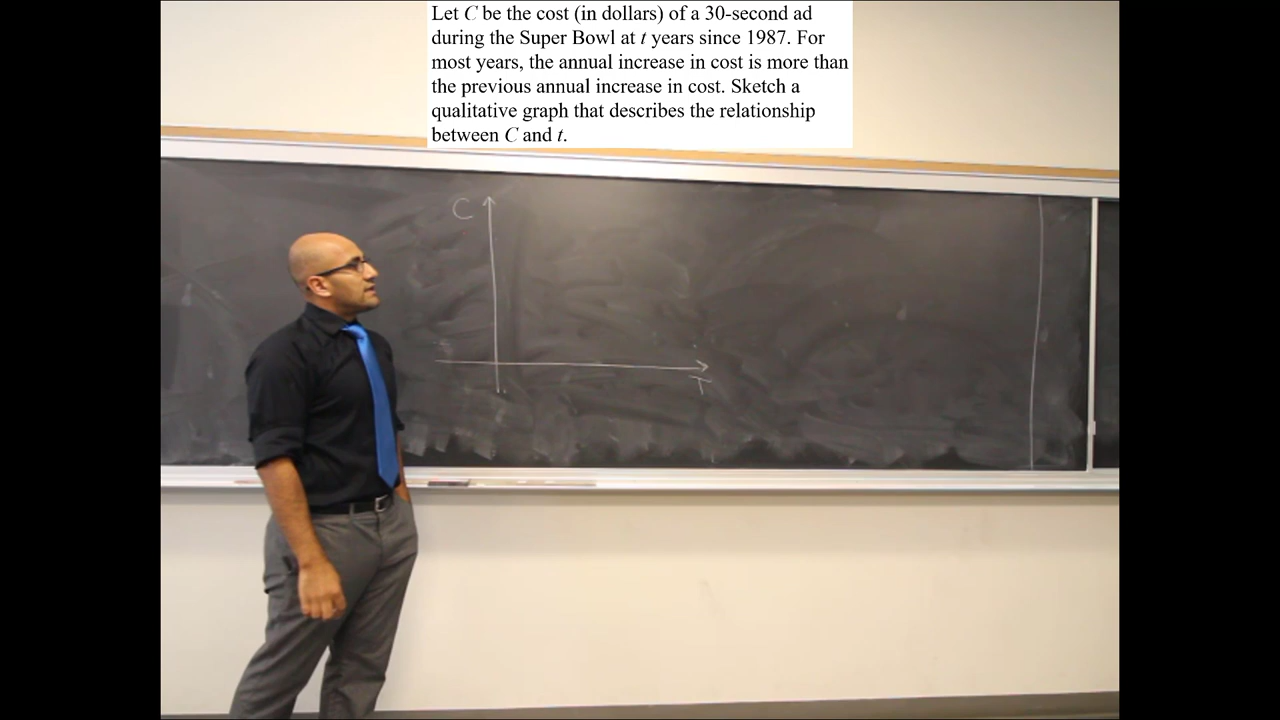 Let C be the cost (in dollars) of a 30-second ad
during the Super Bowl at t years since 1987. For
most years, the annual increase in cost is more than
the previous annual increase in cost. Sketch a
qualitative graph that describes the relationship
between C and t.
C
T